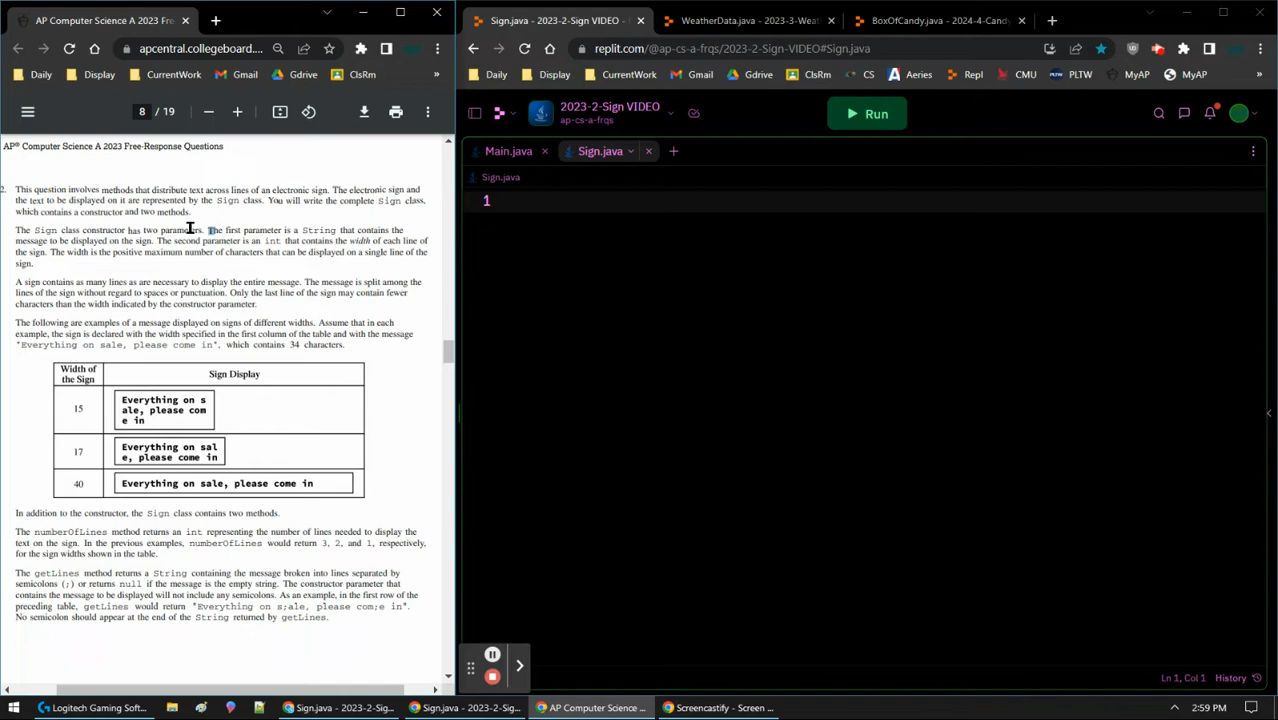 AP Computer Science A 2023 Free
Sign.java - 2023-2-Sign VIDEO -
WeatherData.java - 2023-3-Weat
BoxOfCandy.java - 2024-4-Cand
apcentral.collegeboard....
replit.com/@ap-cs-a-frqs/2023-2-Sign-VIDEO#Sign.java
Daily Display CurrentWork Gmail Gdrive ClsRm »
Daily Display CurrentWork Gmail Gdrive ClsRm CS Aeries Repl CMU PLTW MyAP MyAP »
8 / 19
2023-2-Sign VIDEO
ap-cs-a-frqs
Run
Main.java
Sign.java
Sign.java
1
AP® Computer Science A 2023 Free-Response Questions
2. This question involves methods that distribute text across lines of an electronic sign. The electronic sign and
the text to be displayed on it are represented by the Sign class. You will write the complete Sign class,
which contains a constructor and two methods.
The Sign class constructor has two parameters. The first parameter is a String that contains the
message to be displayed on the sign. The second parameter is an int that contains the width of each line of
the sign. The width is the positive maximum number of characters that can be displayed on a single line of the
sign.
A sign contains as many lines as are necessary to display the entire message. The message is split among the
lines of the sign without regard to spaces or punctuation. Only the last line of the sign may contain fewer
characters than the width indicated by the constructor parameter.
The following are examples of a message displayed on signs of different widths. Assume that in each
example, the sign is declared with the width specified in the first column of the table and with the message
"Everything on sale, please come in", which contains 34 characters.
Width of
the Sign
Sign Display
15
Everything on s
ale, please com
e in
17
Everything on sal
e, please come in
40
Everything on sale, please come in
In addition to the constructor, the Sign class contains two methods.
The numberOfLines method returns an int representing the number of lines needed to display the
text on the sign. In the previous examples, numberOfLines would return 3, 2, and 1, respectively,
for the sign widths shown in the table.
The getLines method returns a String containing the message broken into lines separated by
semicolons (;) or returns null if the message is the empty string. The constructor parameter that
contains the message to be displayed will not include any semicolons. As an example, in the first row of the
preceding table, getLines would return "Everything on s;ale, please com;e in".
No semicolon should appear at the end of the String returned by getLines.
Ln 1, Col 1 History
Logitech Gaming Soft...
Sign.java - 2023-2-Sig...
Sign.java - 2023-2-Sig...
AP Computer Science ...
Screencastify - Screen ...
2:59 PM